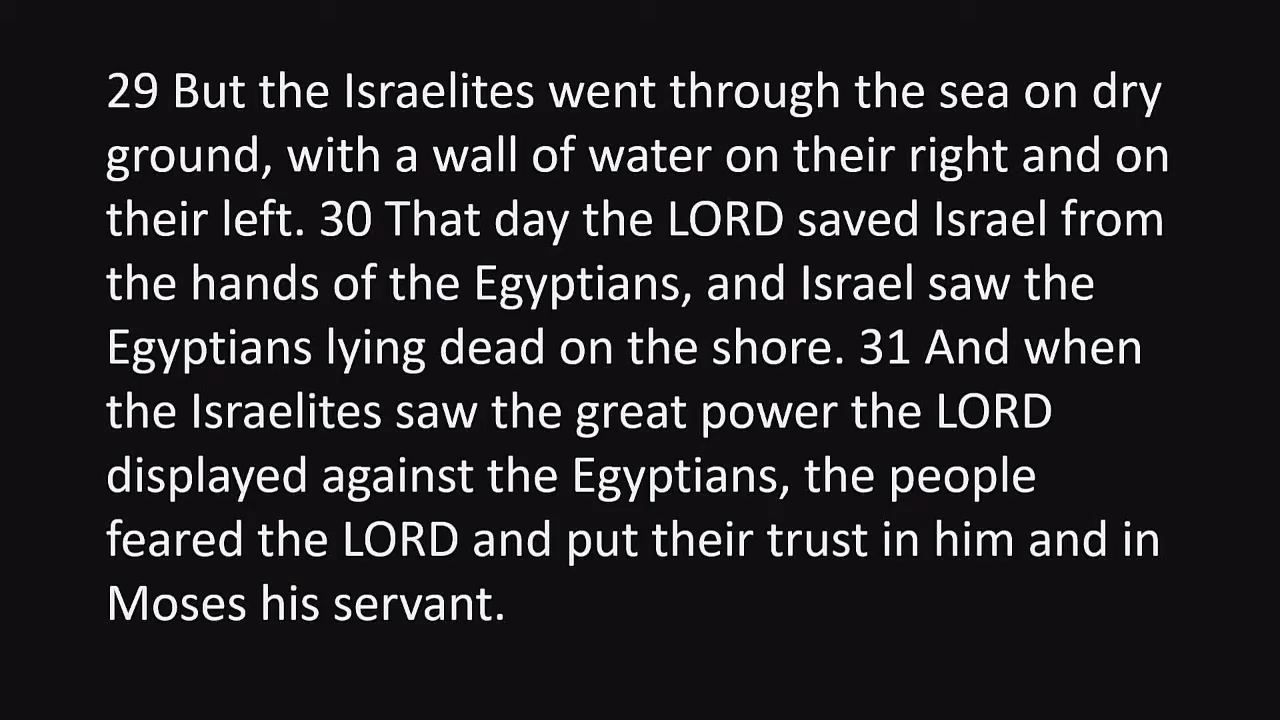 29 But the Israelites went through the sea on dry
ground, with a wall of water on their right and on
their left. 30 That day the LORD saved Israel from
the hands of the Egyptians, and Israel saw the
Egyptians lying dead on the shore. 31 And when
the Israelites saw the great power the LORD
displayed against the Egyptians, the people
feared the LORD and put their trust in him and in
Moses his servant.